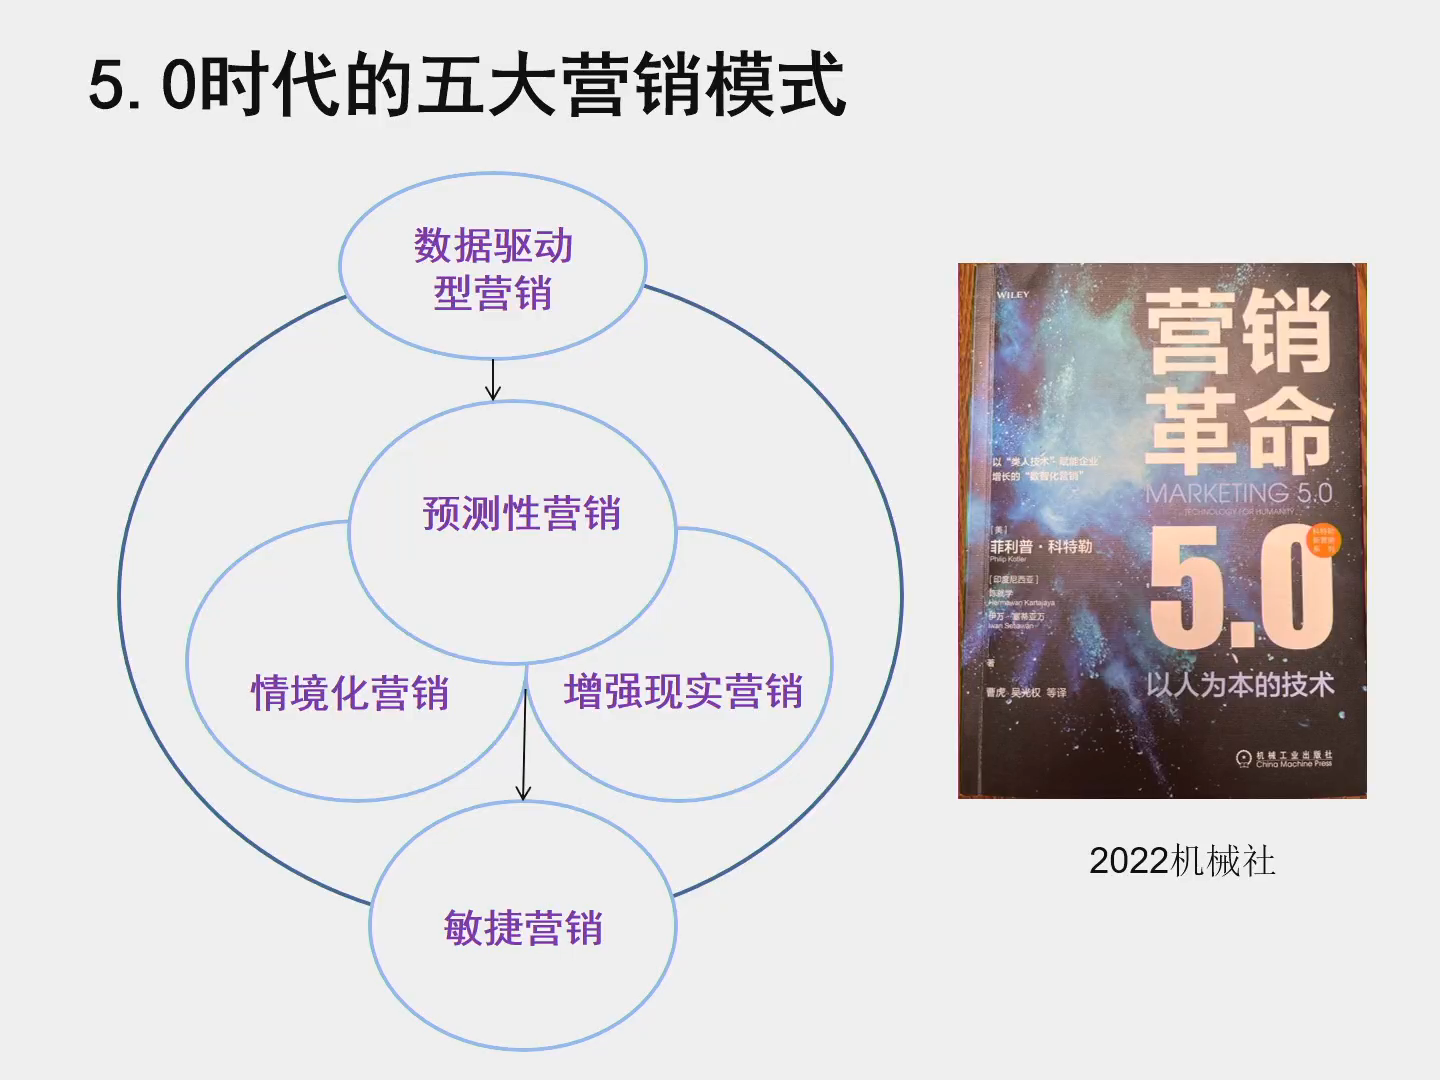 5.0时代的五大营销模式
数据驱动
型营销
预测性营销
情境化营销
增强现实营销
敏捷营销
WILEY
营销
革命
以“类人技术”赋能企业
增长的“数智化营销”
MARKETING 5.0
TECHNOLOGY FOR HUMANITY
5.0
科特勒
新营销
系 列
[美]
菲利普·科特勒
Philip Kotler
[印度尼西亚]
陈就学
Hermawan Kartajaya
伊万·塞蒂亚万
Iwan Setiawan
著
曹虎 吴光权 等译
以人为本的技术
机械工业出版社
China Machine Press
2022机械社